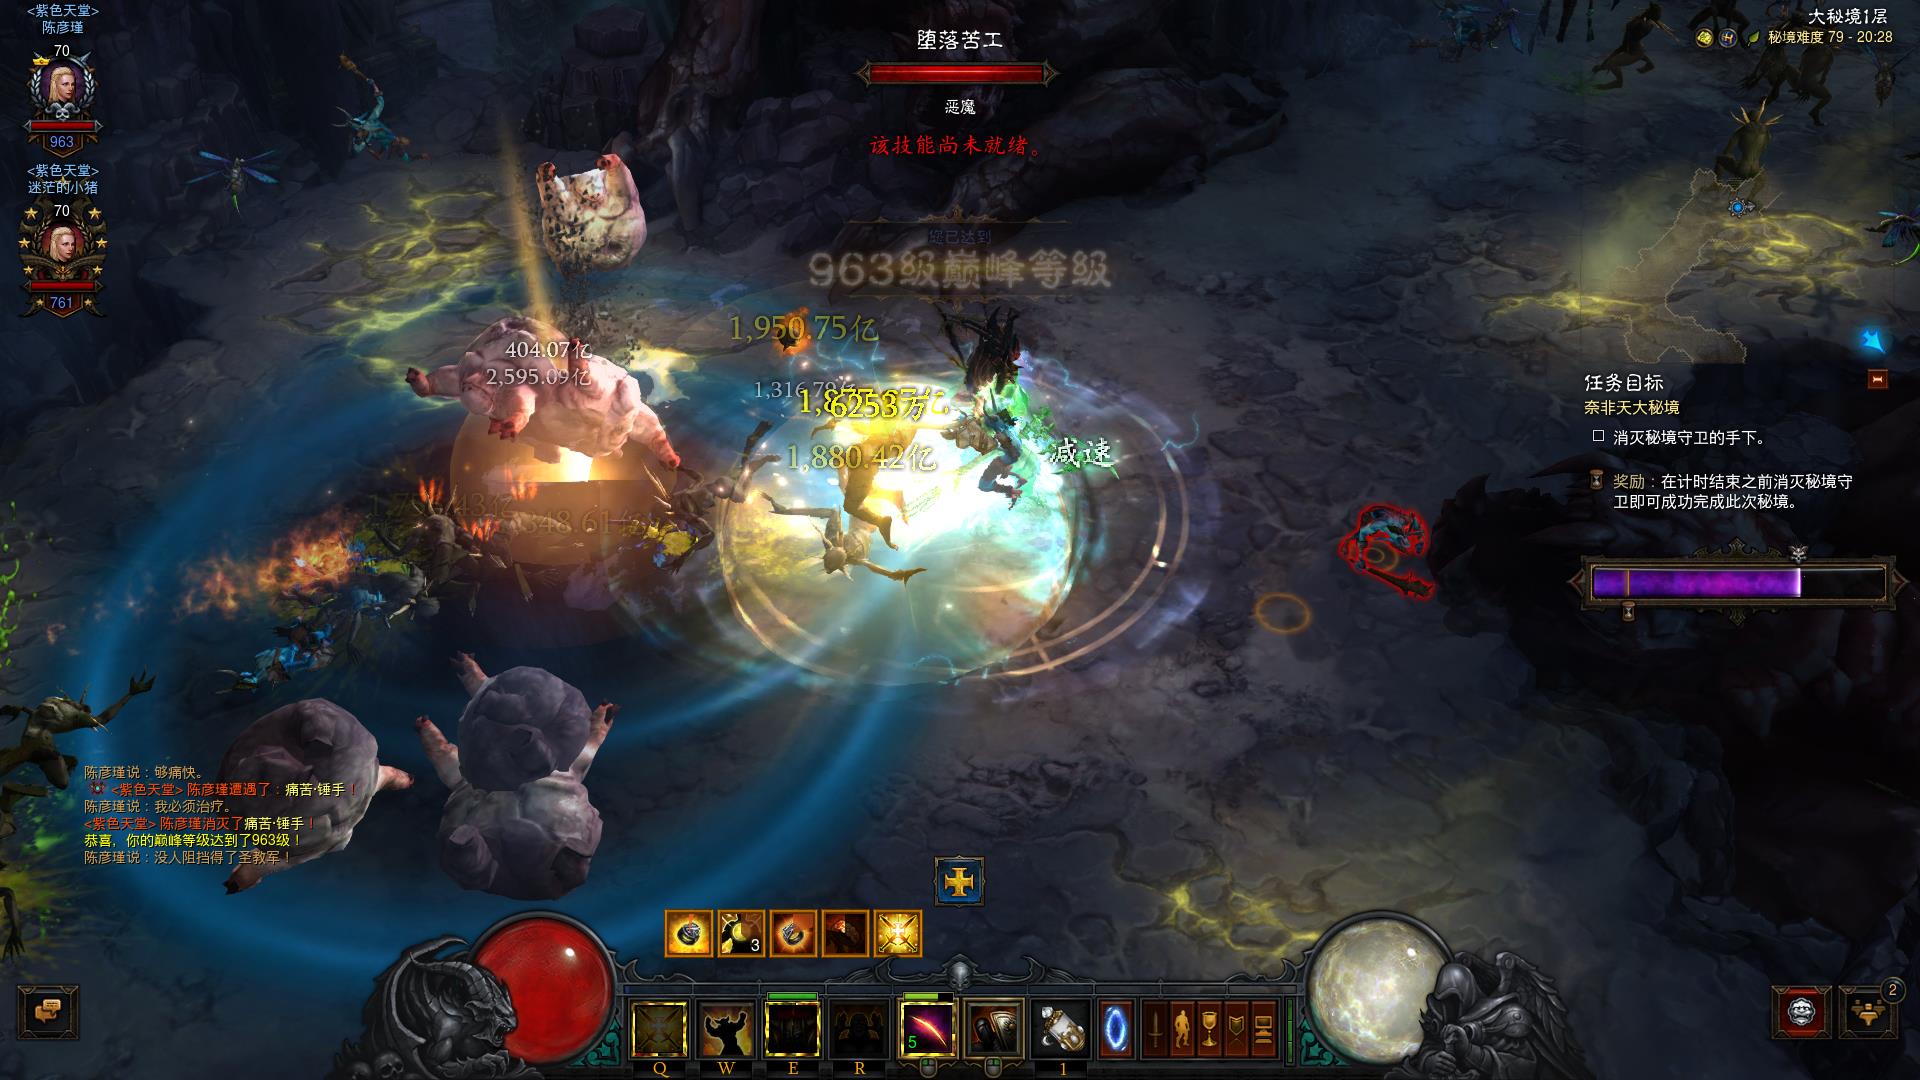 <紫色天堂>
陈彦瑾
70
963
<紫色天堂>
迷茫的小猪
70
761
堕落苦工
恶魔
该技能尚未就绪。
您已达到
963级巅峰等级
1,950.75亿
404.07亿
2,595.09亿
6253万
1,880.42亿
减速
大秘境1层
秘境难度 79 - 20:28
任务目标
奈非天大秘境
消灭秘境守卫的手下。
奖励：在计时结束之前消灭秘境守
卫即可成功完成此次秘境。
陈彦瑾说：够痛快。
<紫色天堂> 陈彦瑾遭遇了：痛苦·锤手！
陈彦瑾说：我必须治疗。
<紫色天堂> 陈彦瑾消灭了痛苦·锤手！
恭喜，你的巅峰等级达到了963级！
陈彦瑾说：没人阻挡得了圣教军！
3
5
Q
W
E
R
1
2